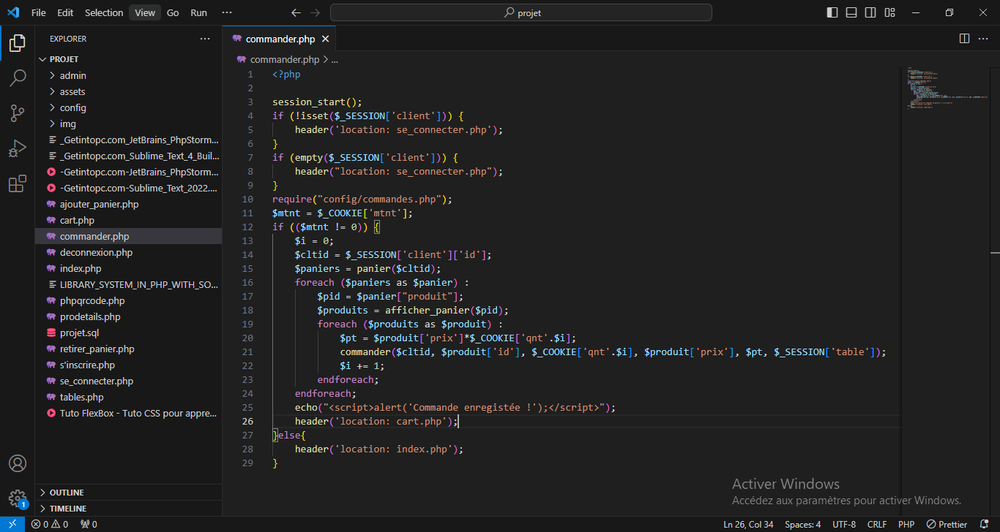 File Edit Selection View Go Run ···
projet
EXPLORER
PROJET
admin
assets
config
img
_Getintopc.com_JetBrains_PhpStorm...
_Getintopc.com_Sublime_Text_4_Buil...
-Getintopc.com-JetBrains_PhpStorm...
-Getintopc.com-Sublime_Text_2022....
ajouter_panier.php
cart.php
commander.php
deconnexion.php
index.php
LIBRARY_SYSTEM_IN_PHP_WITH_SO...
phpqrcode.php
prodetails.php
projet.sql
retirer_panier.php
s'inscrire.php
se_connecter.php
tables.php
Tuto FlexBox - Tuto CSS pour appre...
OUTLINE
TIMELINE
commander.php
commander.php > ...
1 <?php
2
3 session_start();
4 if (!isset($_SESSION['client'])) {
5 header('location: se_connecter.php');
6 }
7 if (empty($_SESSION['client'])) {
8 header("location: se_connecter.php");
9 }
10 require("config/commandes.php");
11 $mtnt = $_COOKIE['mtnt'];
12 if (($mtnt != 0)) {
13 $i = 0;
14 $cltid = $_SESSION['client']['id'];
15 $paniers = panier($cltid);
16 foreach ($paniers as $panier) :
17 $pid = $panier["produit"];
18 $produits = afficher_panier($pid);
19 foreach ($produits as $produit) :
20 $pt = $produit['prix']*$_COOKIE['qnt'.$i];
21 commander($cltid, $produit['id'], $_COOKIE['qnt'.$i], $produit['prix'], $pt, $_SESSION['table']);
22 $i += 1;
23 endforeach;
24 endforeach;
25 echo("<script>alert('Commande enregistée !');</script>");
26 header('location: cart.php');
27 }else{
28 header('location: index.php');
29 }
Activer Windows
Accédez aux paramètres pour activer Windows.
1
0 0 0
Ln 26, Col 34 Spaces: 4 UTF-8 CRLF PHP Prettier